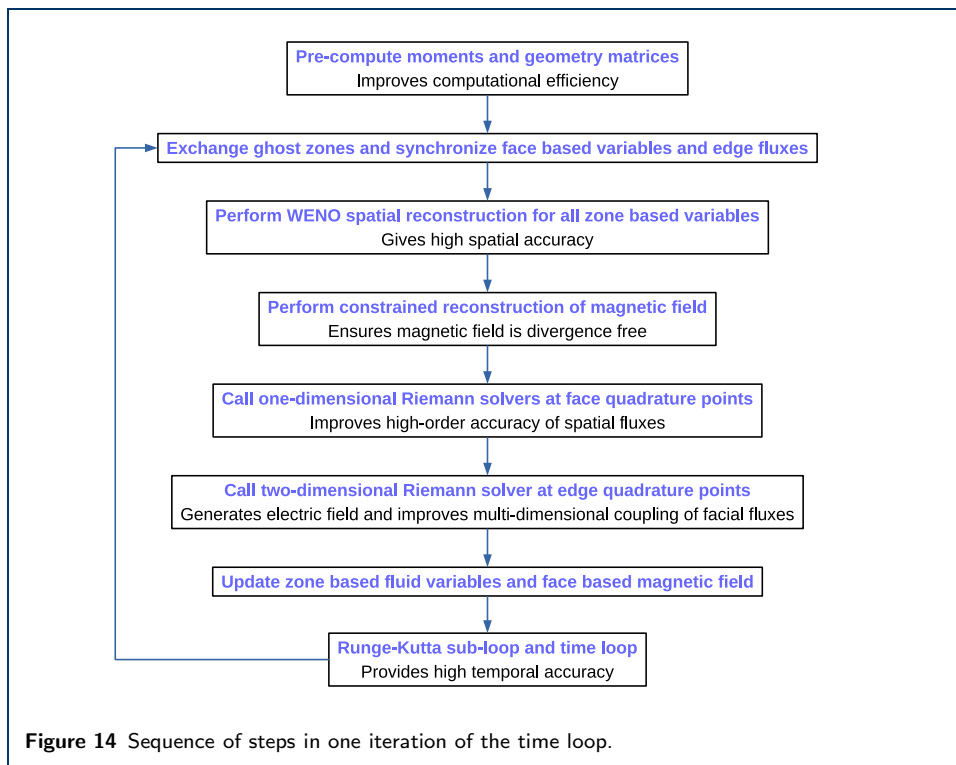 Pre-compute moments and geometry matrices
Improves computational efficiency
Exchange ghost zones and synchronize face based variables and edge fluxes
Perform WENO spatial reconstruction for all zone based variables
Gives high spatial accuracy
Perform constrained reconstruction of magnetic field
Ensures magnetic field is divergence free
Call one-dimensional Riemann solvers at face quadrature points
Improves high-order accuracy of spatial fluxes
Call two-dimensional Riemann solver at edge quadrature points
Generates electric field and improves multi-dimensional coupling of facial fluxes
Update zone based fluid variables and face based magnetic field
Runge-Kutta sub-loop and time loop
Provides high temporal accuracy
Figure 14 Sequence of steps in one iteration of the time loop.